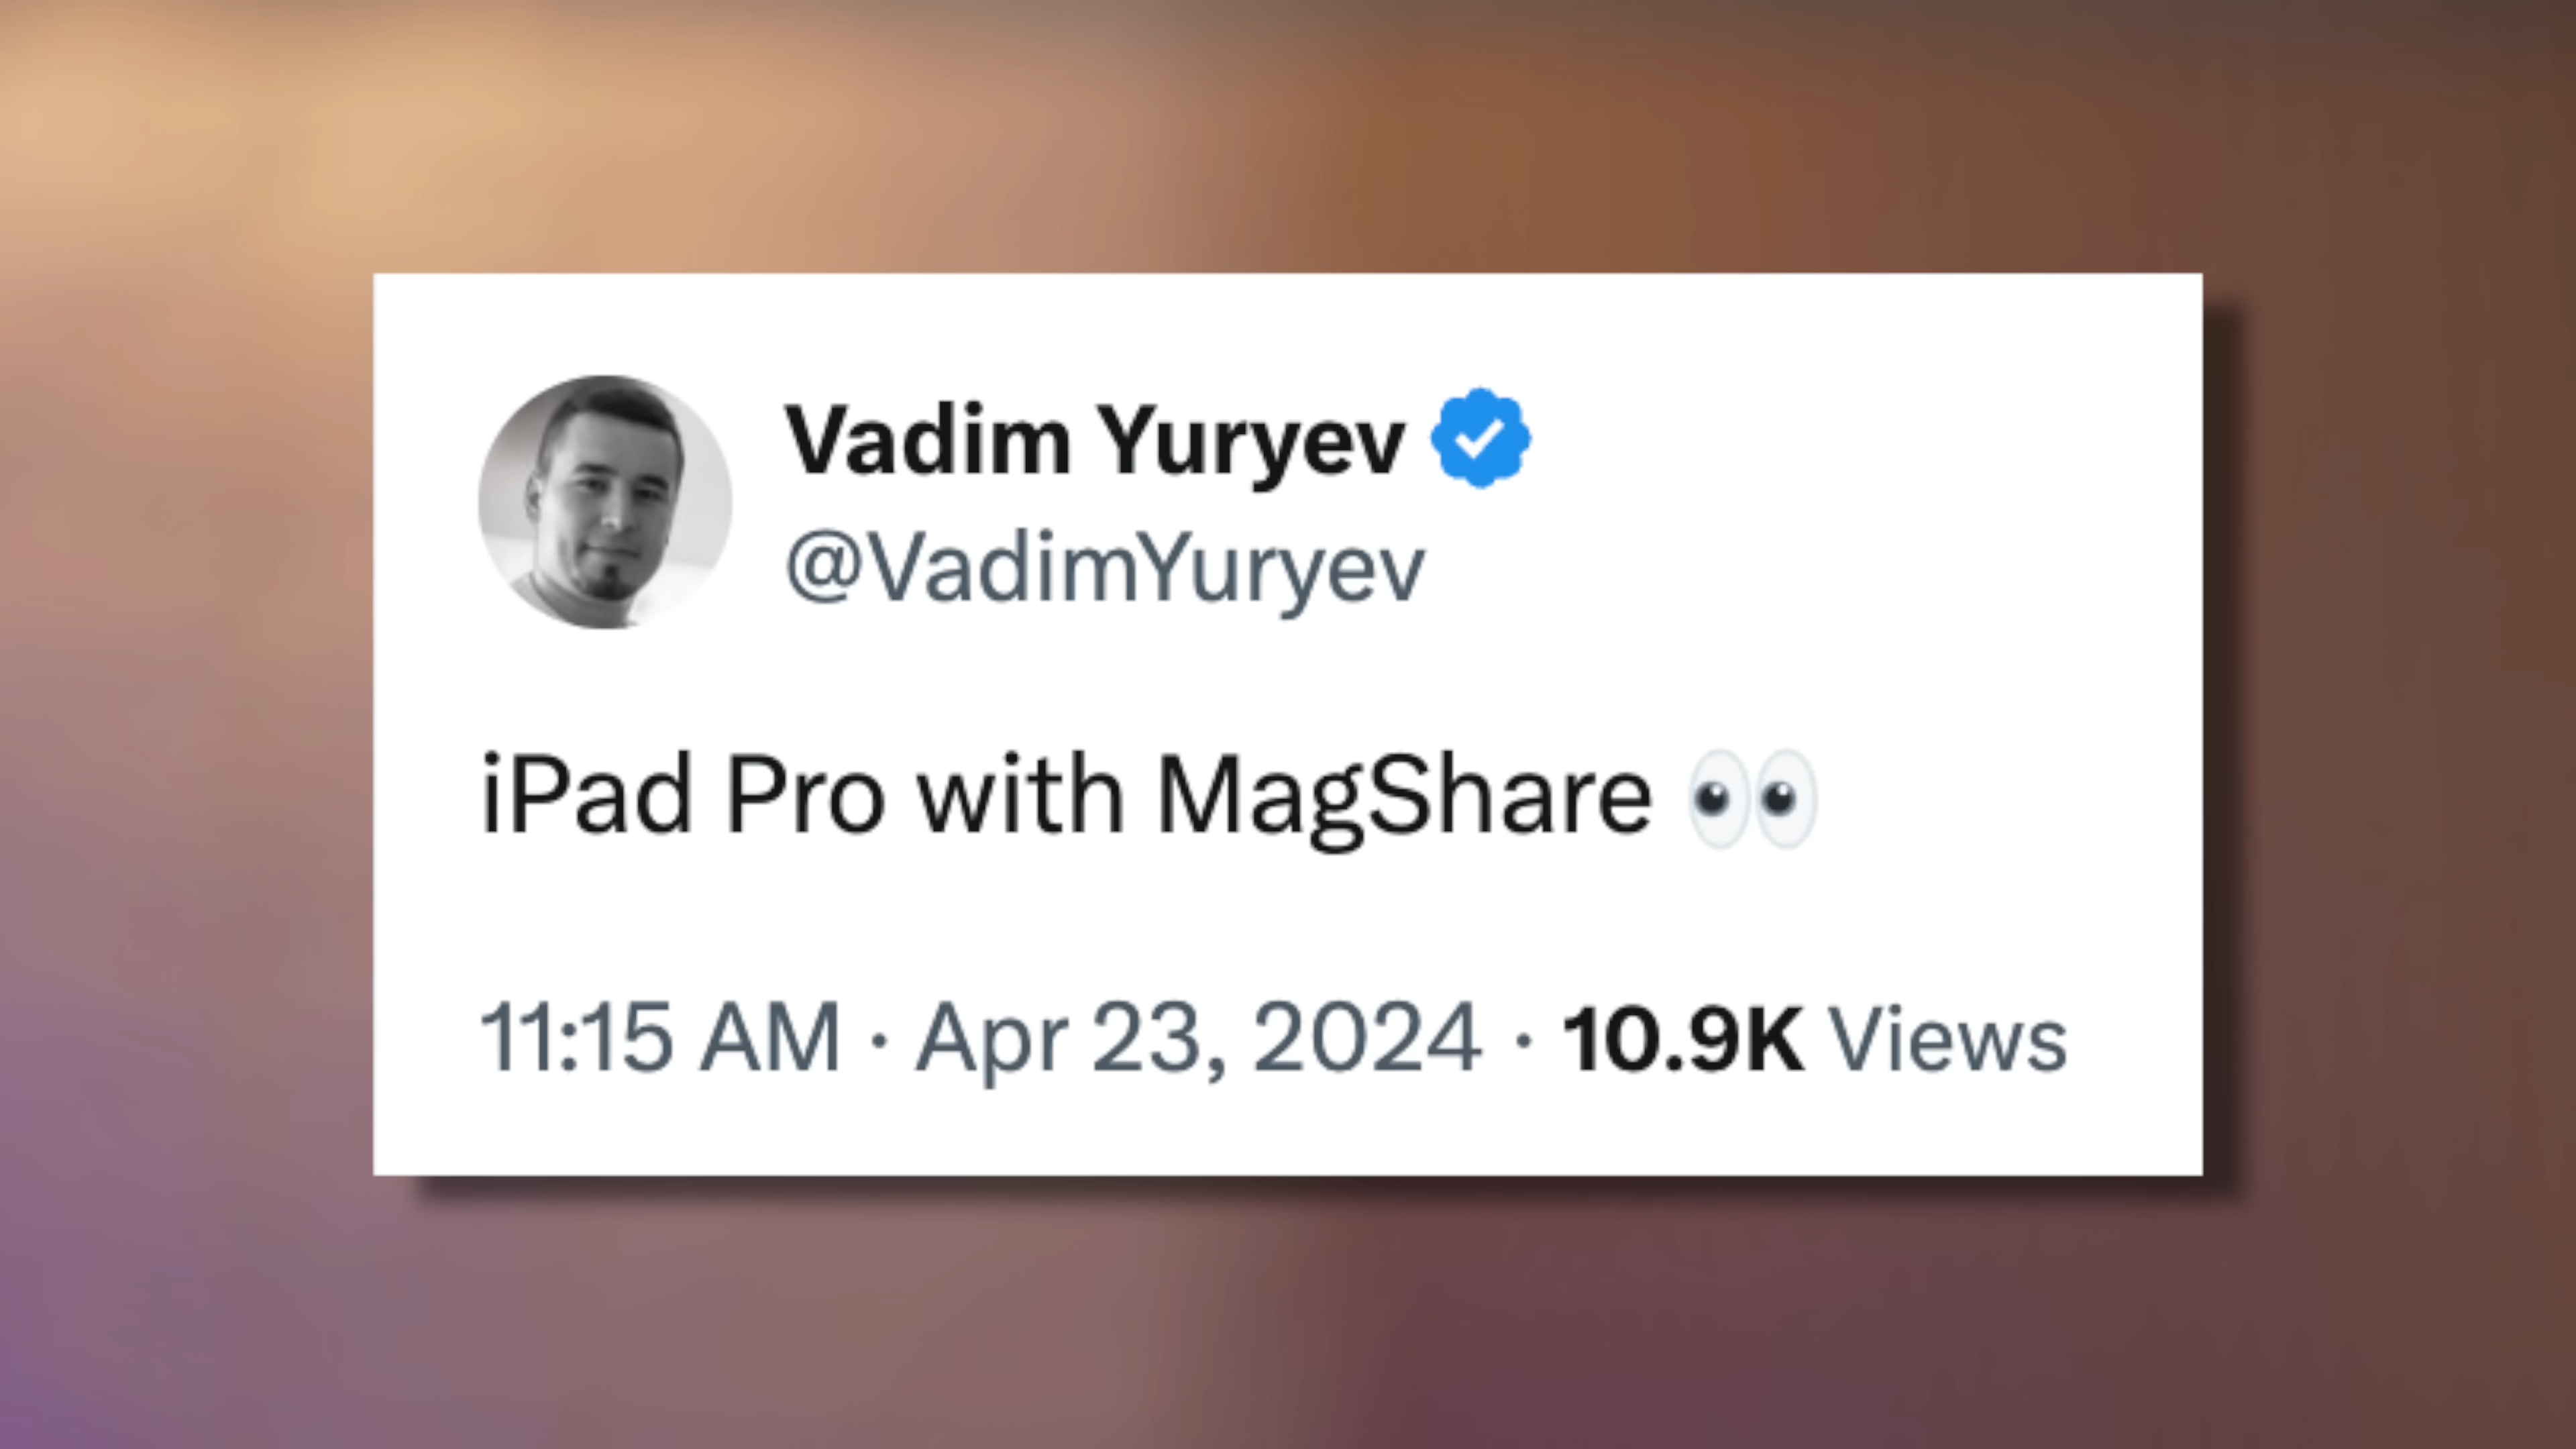 Vadim Yuryev
@VadimYuryev
iPad Pro with MagShare 👀
11:15 AM · Apr 23, 2024 · 10.9K Views